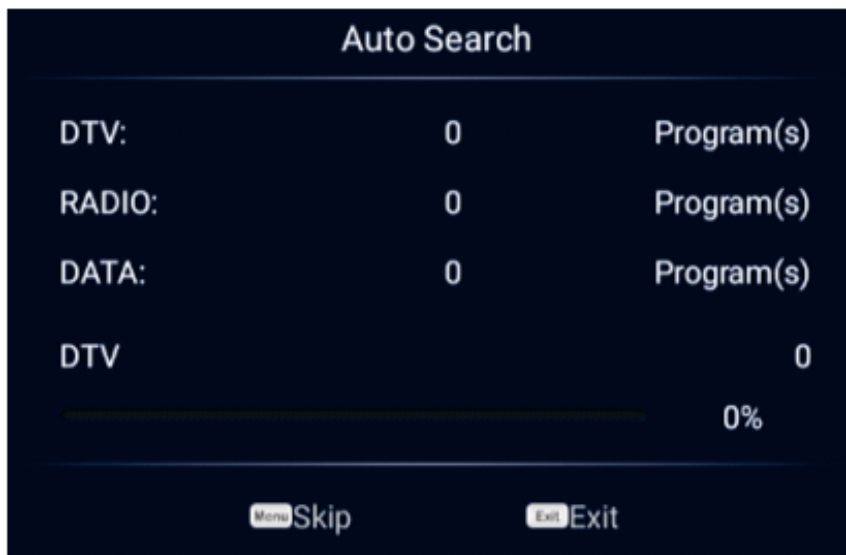 Auto Search
DTV: 0 Program(s)
RADIO: 0 Program(s)
DATA: 0 Program(s)
DTV 0
0%
Menu Skip Exit Exit